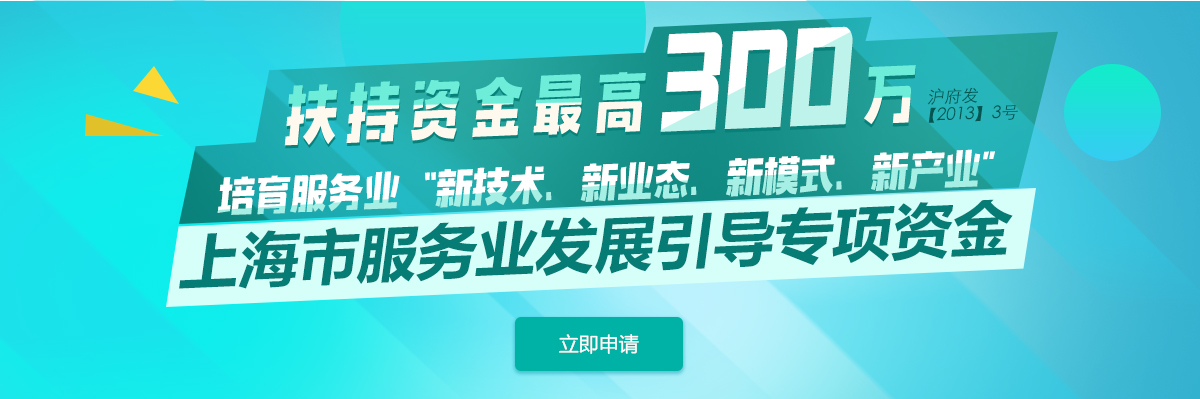 扶持资金最高300万
沪府发
【2013】3号
培育服务业“新技术、新业态、新模式、新产业”
上海市服务业发展引导专项资金
立即申请